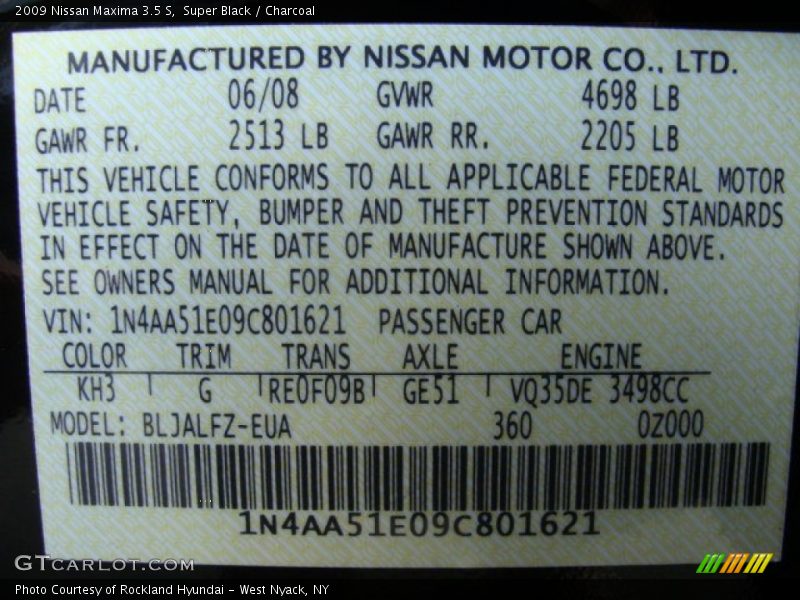 2009 Nissan Maxima 3.5 S, Super Black / Charcoal
MANUFACTURED BY NISSAN MOTOR CO., LTD.
DATE 06/08 GVWR 4698 LB
GAWR FR. 2513 LB GAWR RR. 2205 LB
THIS VEHICLE CONFORMS TO ALL APPLICABLE FEDERAL MOTOR
VEHICLE SAFETY, BUMPER AND THEFT PREVENTION STANDARDS
IN EFFECT ON THE DATE OF MANUFACTURE SHOWN ABOVE.
SEE OWNERS MANUAL FOR ADDITIONAL INFORMATION.
VIN: 1N4AA51E09C801621 PASSENGER CAR
COLOR TRIM TRANS AXLE ENGINE
KH3 G RE0F09B GE51 VQ35DE 3498CC
MODEL: BLJALFZ-EUA 360 0Z000
1N4AA51E09C801621
GTCARLOT.COM
Photo Courtesy of Rockland Hyundai - West Nyack, NY